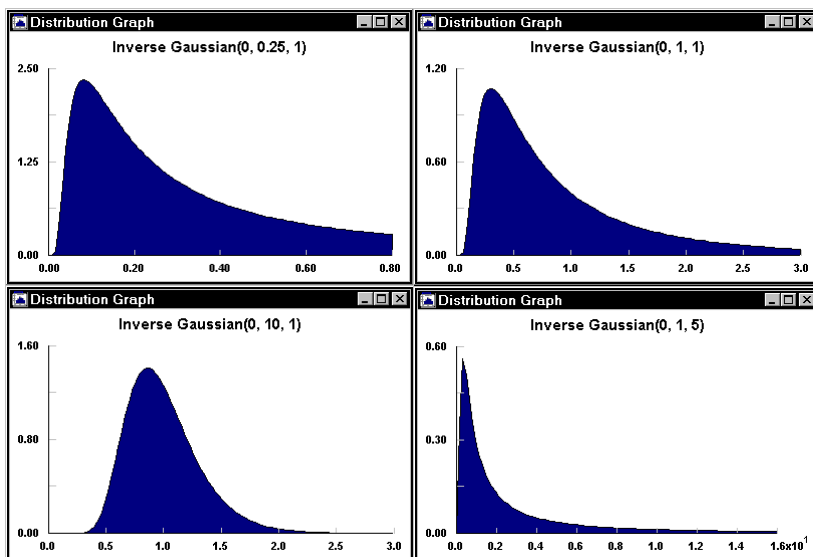 Distribution Graph
Inverse Gaussian(0, 0.25, 1)
2.50
1.25
0.00
0.00 0.20 0.40 0.60 0.80
Distribution Graph
Inverse Gaussian(0, 1, 1)
1.20
0.60
0.00
0.0 0.5 1.0 1.5 2.0 2.5 3.0
Distribution Graph
Inverse Gaussian(0, 10, 1)
1.60
0.80
0.00
0.0 0.5 1.0 1.5 2.0 2.5 3.0
Distribution Graph
Inverse Gaussian(0, 1, 5)
0.60
0.30
0.00
0.0 0.2 0.4 0.6 0.8 1.0 1.2 1.4 1.6x10¹